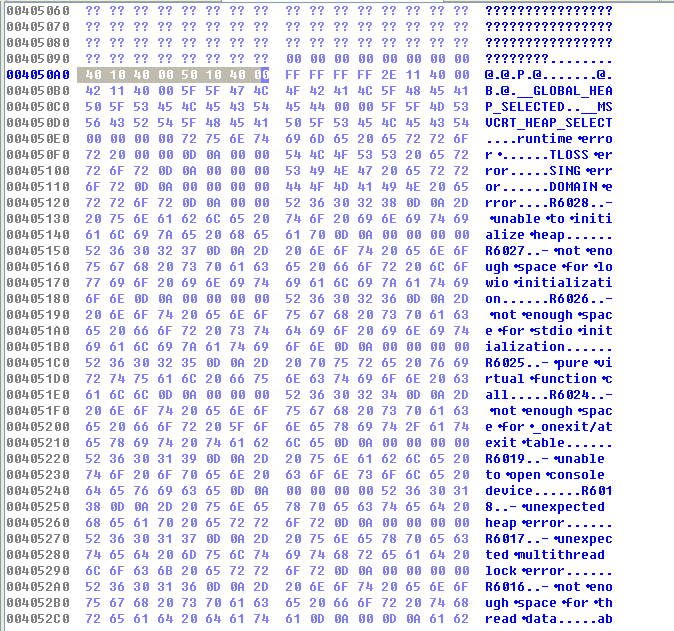 00405060 ?? ?? ?? ?? ?? ?? ?? ?? ?? ?? ?? ?? ?? ?? ?? ?? ????????????????
00405070 ?? ?? ?? ?? ?? ?? ?? ?? ?? ?? ?? ?? ?? ?? ?? ?? ????????????????
00405080 ?? ?? ?? ?? ?? ?? ?? ?? ?? ?? ?? ?? ?? ?? ?? ?? ????????????????
00405090 ?? ?? ?? ?? ?? ?? ?? ?? 00 00 00 00 00 00 00 00 ????????........
004050A0 40 10 40 00 50 10 40 00 FF FF FF FF 2E 11 40 00 @.@.P.@.......@.
004050B0 42 11 40 00 5F 5F 47 4C 4F 42 41 4C 5F 48 45 41 B.@.__GLOBAL_HEA
004050C0 50 5F 53 45 4C 45 43 54 45 44 00 00 5F 5F 4D 53 P_SELECTED..__MS
004050D0 56 43 52 54 5F 48 45 41 50 5F 53 45 4C 45 43 54 VCRT_HEAP_SELECT
004050E0 00 00 00 00 72 75 6E 74 69 6D 65 20 65 72 72 6F ....runtime•erro
004050F0 72 20 00 00 0D 0A 00 00 54 4C 4F 53 53 20 65 72 r•......TLOSS•er
00405100 72 6F 72 0D 0A 00 00 00 53 49 4E 47 20 65 72 72 ror.....SING•err
00405110 6F 72 0D 0A 00 00 00 00 44 4F 4D 41 49 4E 20 65 or......DOMAIN•e
00405120 72 72 6F 72 0D 0A 00 00 52 36 30 32 38 0D 0A 2D rror....R6028..-
00405130 20 75 6E 61 62 6C 65 20 74 6F 20 69 6E 69 74 69 •unable•to•initi
00405140 61 6C 69 7A 65 20 68 65 61 70 0D 0A 00 00 00 00 alize•heap......
00405150 52 36 30 32 37 0D 0A 2D 20 6E 6F 74 20 65 6E 6F R6027..-•not•eno
00405160 75 67 68 20 73 70 61 63 65 20 66 6F 72 20 6C 6F ugh•space•for•lo
00405170 77 69 6F 20 69 6E 69 74 69 61 6C 69 7A 61 74 69 wio•initializati
00405180 6F 6E 0D 0A 00 00 00 00 52 36 30 32 36 0D 0A 2D on......R6026..-
00405190 20 6E 6F 74 20 65 6E 6F 75 67 68 20 73 70 61 63 •not•enough•spac
004051A0 65 20 66 6F 72 20 73 74 64 69 6F 20 69 6E 69 74 e•for•stdio•init
004051B0 69 61 6C 69 7A 61 74 69 6F 6E 0D 0A 00 00 00 00 ialization......
004051C0 52 36 30 32 35 0D 0A 2D 20 70 75 72 65 20 76 69 R6025..-•pure•vi
004051D0 72 74 75 61 6C 20 66 75 6E 63 74 69 6F 6E 20 63 rtual•function•c
004051E0 61 6C 6C 0D 0A 00 00 00 52 36 30 32 34 0D 0A 2D all.....R6024..-
004051F0 20 6E 6F 74 20 65 6E 6F 75 67 68 20 73 70 61 63 •not•enough•spac
00405200 65 20 66 6F 72 20 5F 6F 6E 65 78 69 74 2F 61 74 e•for•_onexit/at
00405210 65 78 69 74 20 74 61 62 6C 65 0D 0A 00 00 00 00 exit•table......
00405220 52 36 30 31 39 0D 0A 2D 20 75 6E 61 62 6C 65 20 R6019..-•unable•
00405230 74 6F 20 6F 70 65 6E 20 63 6F 6E 73 6F 6C 65 20 to•open•console•
00405240 64 65 76 69 63 65 0D 0A 00 00 00 00 52 36 30 31 device......R601
00405250 38 0D 0A 2D 20 75 6E 65 78 70 65 63 74 65 64 20 8..-•unexpected•
00405260 68 65 61 70 20 65 72 72 6F 72 0D 0A 00 00 00 00 heap•error......
00405270 52 36 30 31 37 0D 0A 2D 20 75 6E 65 78 70 65 63 R6017..-•unexpec
00405280 74 65 64 20 6D 75 6C 74 69 74 68 72 65 61 64 20 ted•multithread•
00405290 6C 6F 63 6B 20 65 72 72 6F 72 0D 0A 00 00 00 00 lock•error......
004052A0 52 36 30 31 36 0D 0A 2D 20 6E 6F 74 20 65 6E 6F R6016..-•not•eno
004052B0 75 67 68 20 73 70 61 63 65 20 66 6F 72 20 74 68 ugh•space•for•th
004052C0 72 65 61 64 20 64 61 74 61 0D 0A 00 0D 0A 61 62 read•data.....ab